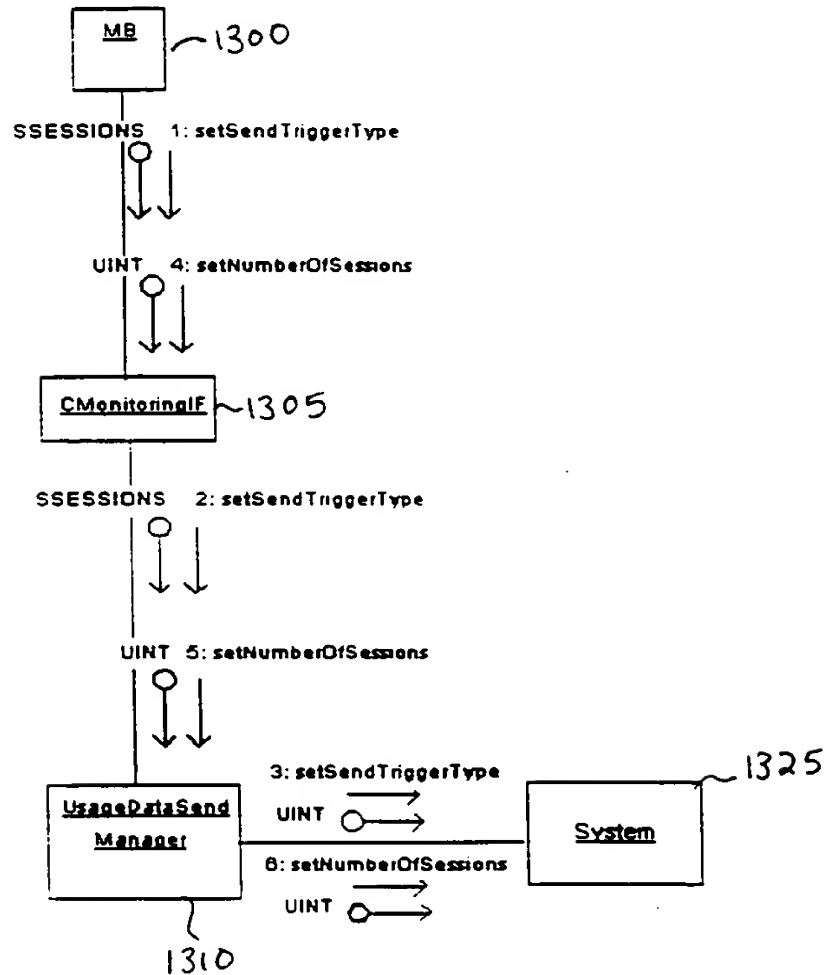 MB
1300
SSESSIONS 1: setSendTriggerType
UINT 4: setNumberOfSessions
CMonitoringIF
1305
SSESSIONS 2: setSendTriggerType
UINT 5: setNumberOfSessions
3: setSendTriggerType
UINT
1325
UsageDataSend
Manager
System
6: setNumberOfSessions
UINT
1310